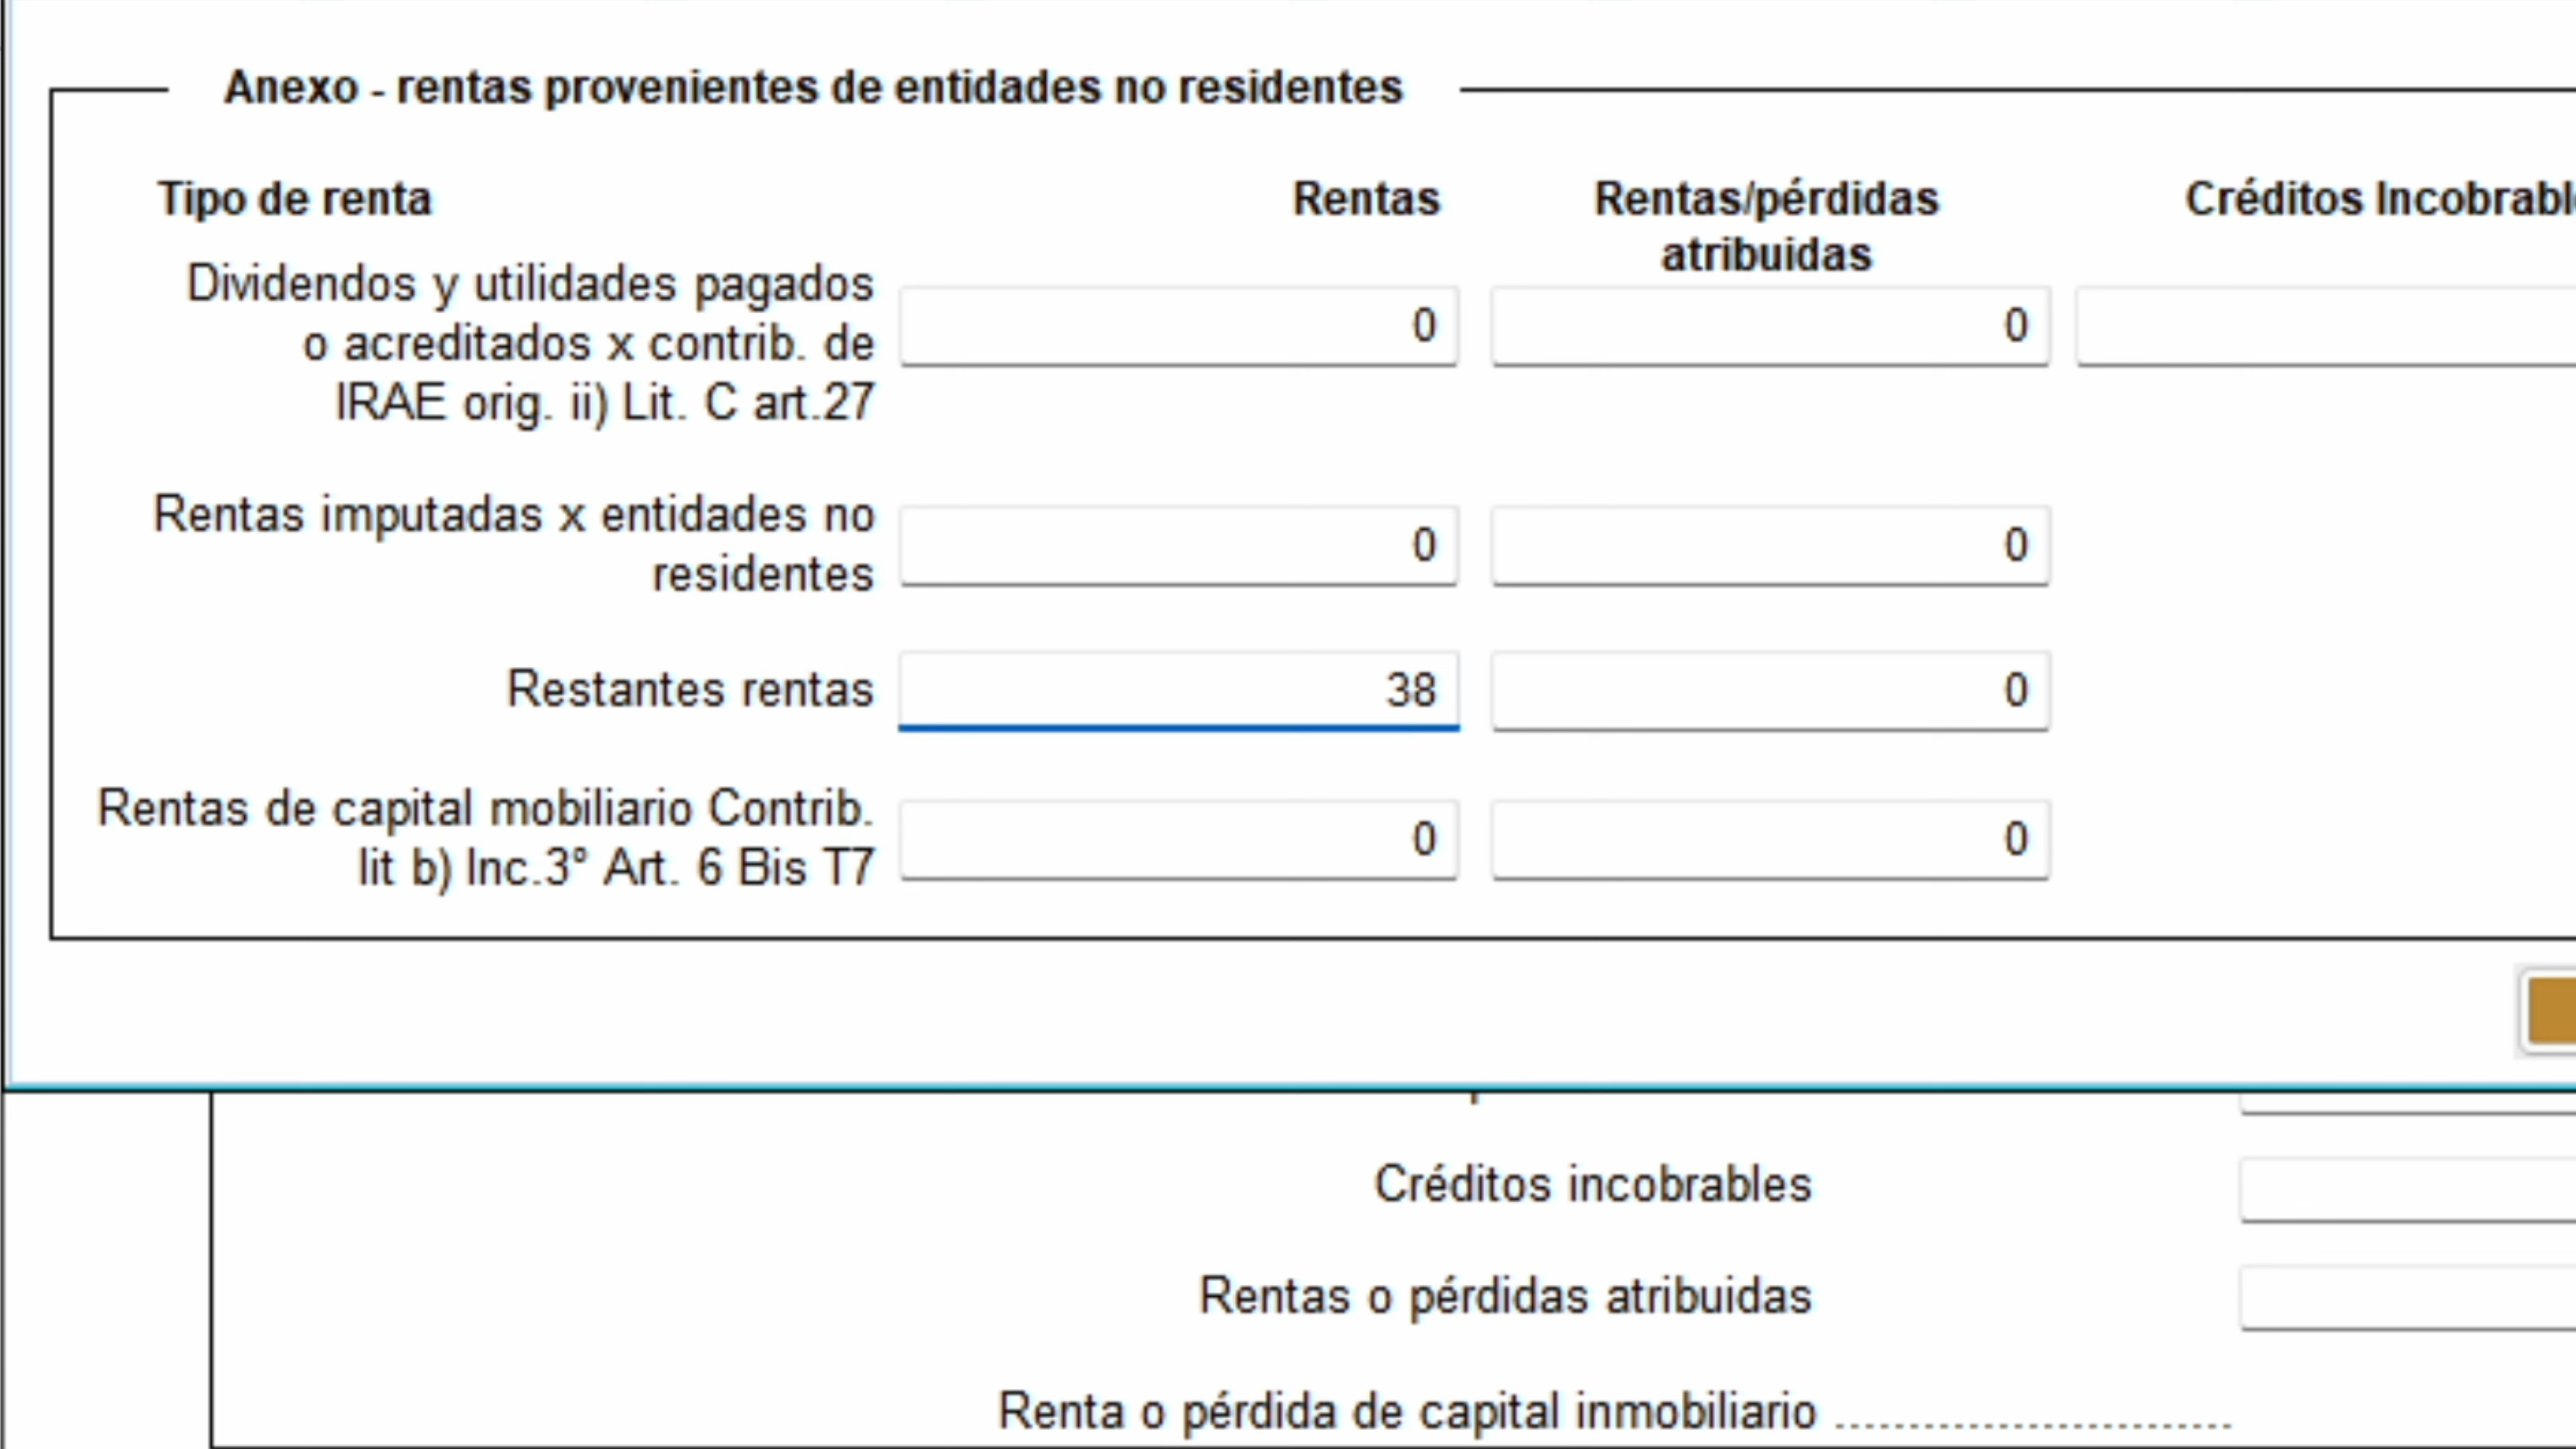 Anexo - rentas provenientes de entidades no residentes
Tipo de renta
Rentas
Rentas/pérdidas
atribuidas
Créditos
Dividendos y utilidades pagados
o acreditados x contrib. de
IRAE orig. ii) Lit. C art.27
0
0
Rentas imputadas x entidades no
residentes
0
0
Restantes rentas
38
0
Rentas de capital mobiliario Contrib.
lit b) Inc.3º Art. 6 Bis T7
0
0
Créditos incobrables
Rentas o pérdidas atribuidas
Renta o pérdida de capital inmobiliario